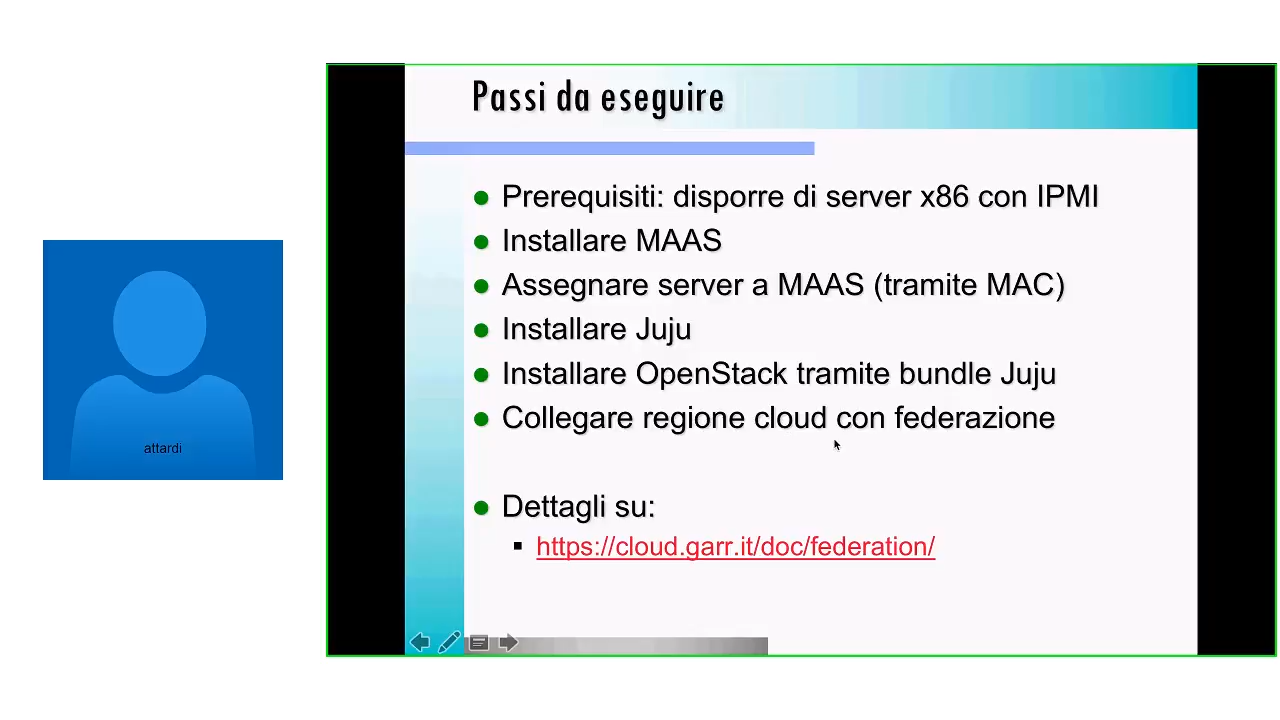 Passi da eseguire
Prerequisiti: disporre di server x86 con IPMI
Installare MAAS
Assegnare server a MAAS (tramite MAC)
Installare Juju
Installare OpenStack tramite bundle Juju
Collegare regione cloud con federazione
Dettagli su:
https://cloud.garr.it/doc/federation/
attardi